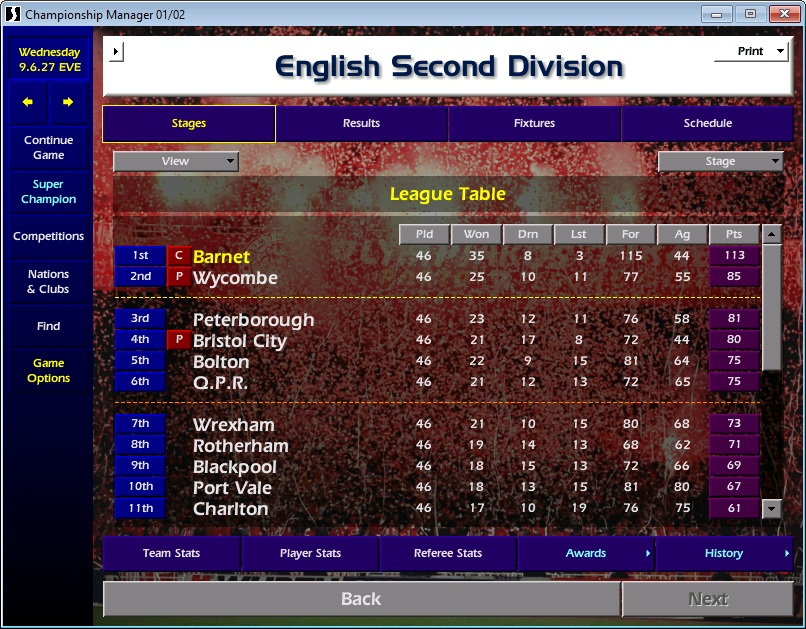 Championship Manager 01/02
Wednesday
9.6.27 EVE
Continue
Game
Super
Champion
Competitions
Nations
& Clubs
Find
Game
Options
English Second Division
Print
Stages Results Fixtures Schedule
View Stage
League Table
Pld Won Drn Lst For Ag Pts
1st C Barnet 46 35 8 3 115 44 113
2nd P Wycombe 46 25 10 11 77 55 85
3rd Peterborough 46 23 12 11 76 58 81
4th P Bristol City 46 21 17 8 72 44 80
5th Bolton 46 22 9 15 81 64 75
6th Q.P.R. 46 21 12 13 72 65 75
7th Wrexham 46 21 10 15 80 68 73
8th Rotherham 46 19 14 13 68 62 71
9th Blackpool 46 18 15 13 72 66 69
10th Port Vale 46 18 13 15 81 80 67
11th Charlton 46 17 10 19 76 75 61
Team Stats Player Stats Referee Stats Awards History
Back Next